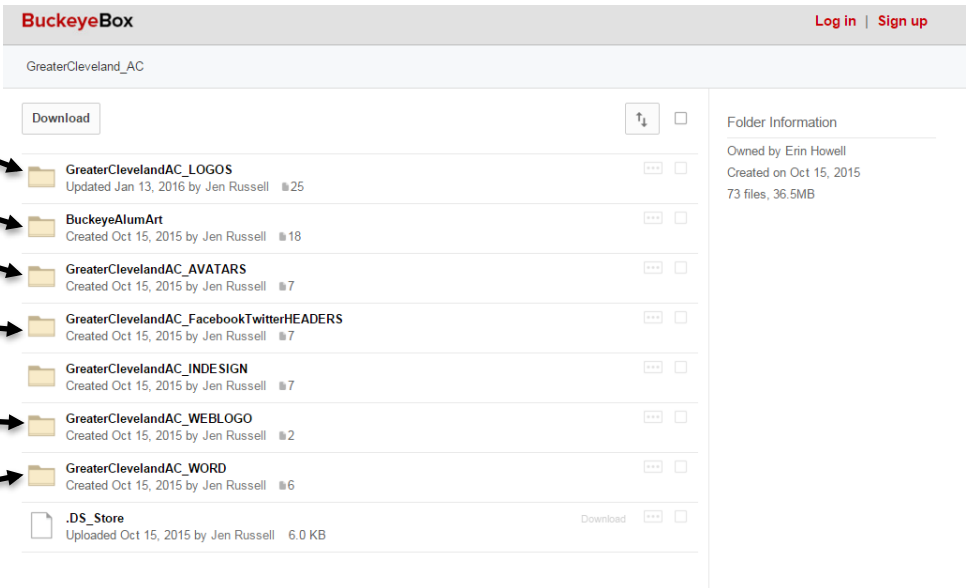 BuckeyeBox
Log in | Sign up
GreaterCleveland_AC
Download
Folder Information
Owned by Erin Howell
Created on Oct 15, 2015
73 files, 36.5MB
GreaterClevelandAC_LOGOS
Updated Jan 13, 2016 by Jen Russell 25
BuckeyeAlumArt
Created Oct 15, 2015 by Jen Russell 18
GreaterClevelandAC_AVATARS
Created Oct 15, 2015 by Jen Russell 7
GreaterClevelandAC_FacebookTwitterHEADERS
Created Oct 15, 2015 by Jen Russell 7
GreaterClevelandAC_INDESIGN
Created Oct 15, 2015 by Jen Russell 7
GreaterClevelandAC_WEBLOGO
Created Oct 15, 2015 by Jen Russell 2
GreaterClevelandAC_WORD
Created Oct 15, 2015 by Jen Russell 6
.DS_Store
Uploaded Oct 15, 2015 by Jen Russell 6.0 KB
Download